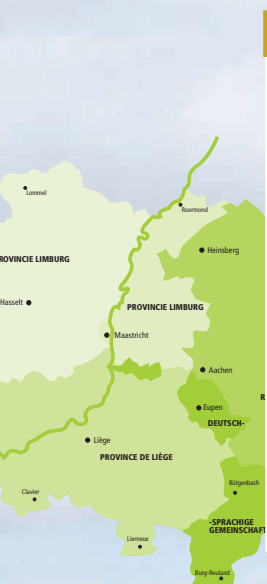 Lommel
Roermond
Heinsberg
ROVINCIE LIMBURG
Hasselt
PROVINCIE LIMBURG
Maastricht
Aachen
R
Eupen
DEUTSCH-
Liège
PROVINCE DE LIÈGE
Clavier
Bütgenbach
-SPRACHIGE
GEMEINSCHAFT
Lierneux
Burg-Reuland